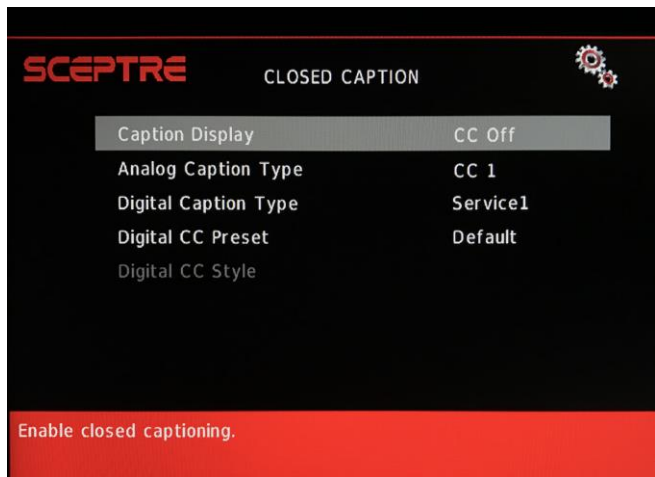 SCEPTRE
CLOSED CAPTION
Caption Display CC Off
Analog Caption Type CC 1
Digital Caption Type Service1
Digital CC Preset Default
Digital CC Style
Enable closed captioning.